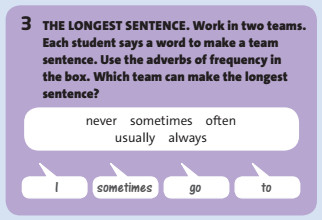 3 THE LONGEST SENTENCE. Work in two teams.
Each student says a word to make a team
sentence. Use the adverbs of frequency in
the box. Which team can make the longest
sentence?
never sometimes often
usually always
I sometimes go to